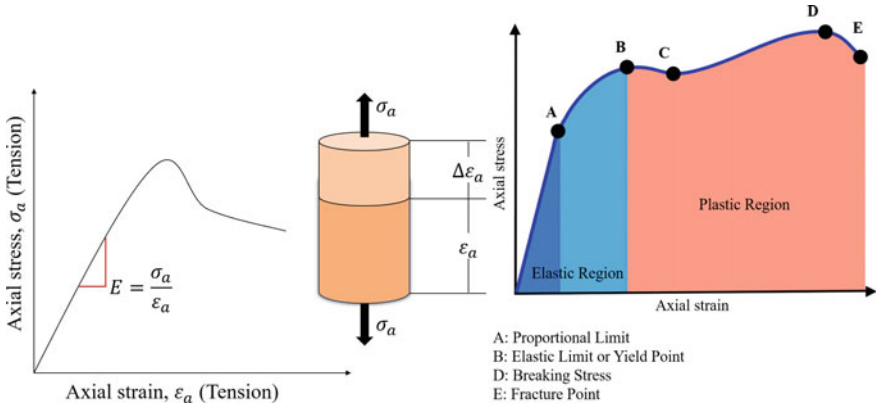 Axial stress, σₐ (Tension)
E = σₐ/εₐ
Axial strain, εₐ (Tension)
σₐ
Δεₐ
εₐ
σₐ
Axial stress
A
B
C
D
E
Elastic Region
Plastic Region
Axial strain
A: Proportional Limit
B: Elastic Limit or Yield Point
D: Breaking Stress
E: Fracture Point